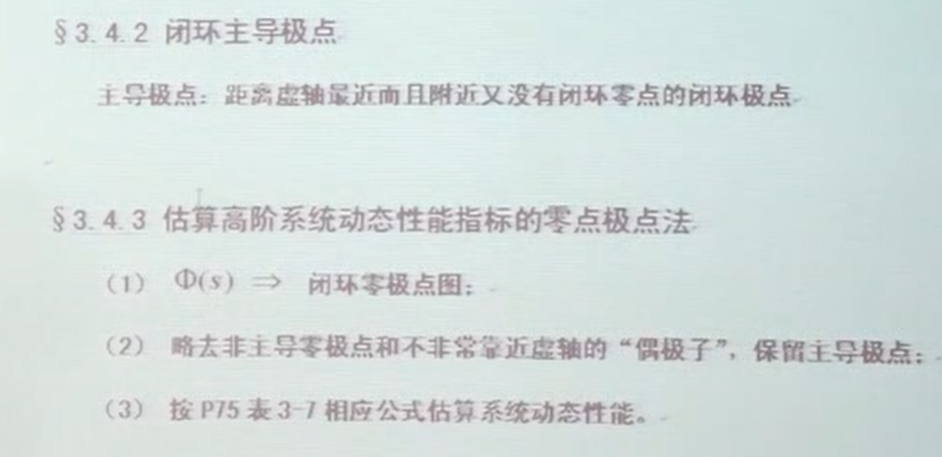 §3.4.2 闭环主导极点
主导极点：距离虚轴最近而且附近又没有闭环零点的闭环极点
§3.4.3 估算高阶系统动态性能指标的零点极点法
（1） Φ(s) ⇒ 闭环零极点图；
（2） 略去非主导零极点和不非常靠近虚轴的“偶极子”，保留主导极点；
（3） 按 P75 表 3-7 相应公式估算系统动态性能。